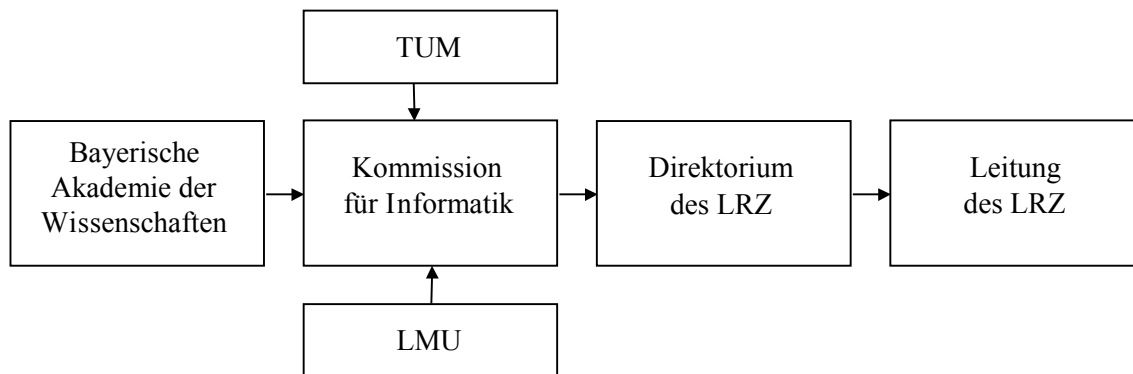 TUM
Bayerische
Akademie der
Wissenschaften
Kommission
für Informatik
Direktorium
des LRZ
Leitung
des LRZ
LMU